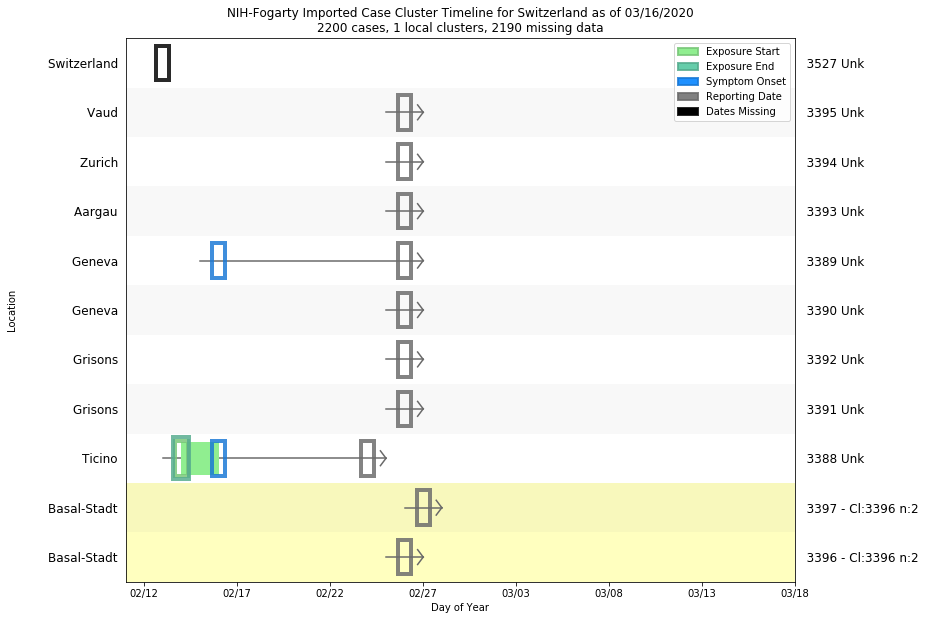 NIH-Fogarty Imported Case Cluster Timeline for Switzerland as of 03/16/2020
2200 cases, 1 local clusters, 2190 missing data
Exposure Start
Exposure End
Symptom Onset
Reporting Date
Dates Missing
Switzerland 3527 Unk
Vaud 3395 Unk
Zurich 3394 Unk
Aargau 3393 Unk
Geneva 3389 Unk
Geneva 3390 Unk
Grisons 3392 Unk
Grisons 3391 Unk
Ticino 3388 Unk
Basal-Stadt 3397 - Cl:3396 n:2
Basal-Stadt 3396 - Cl:3396 n:2
Location
02/12 02/17 02/22 02/27 03/03 03/08 03/13 03/18
Day of Year